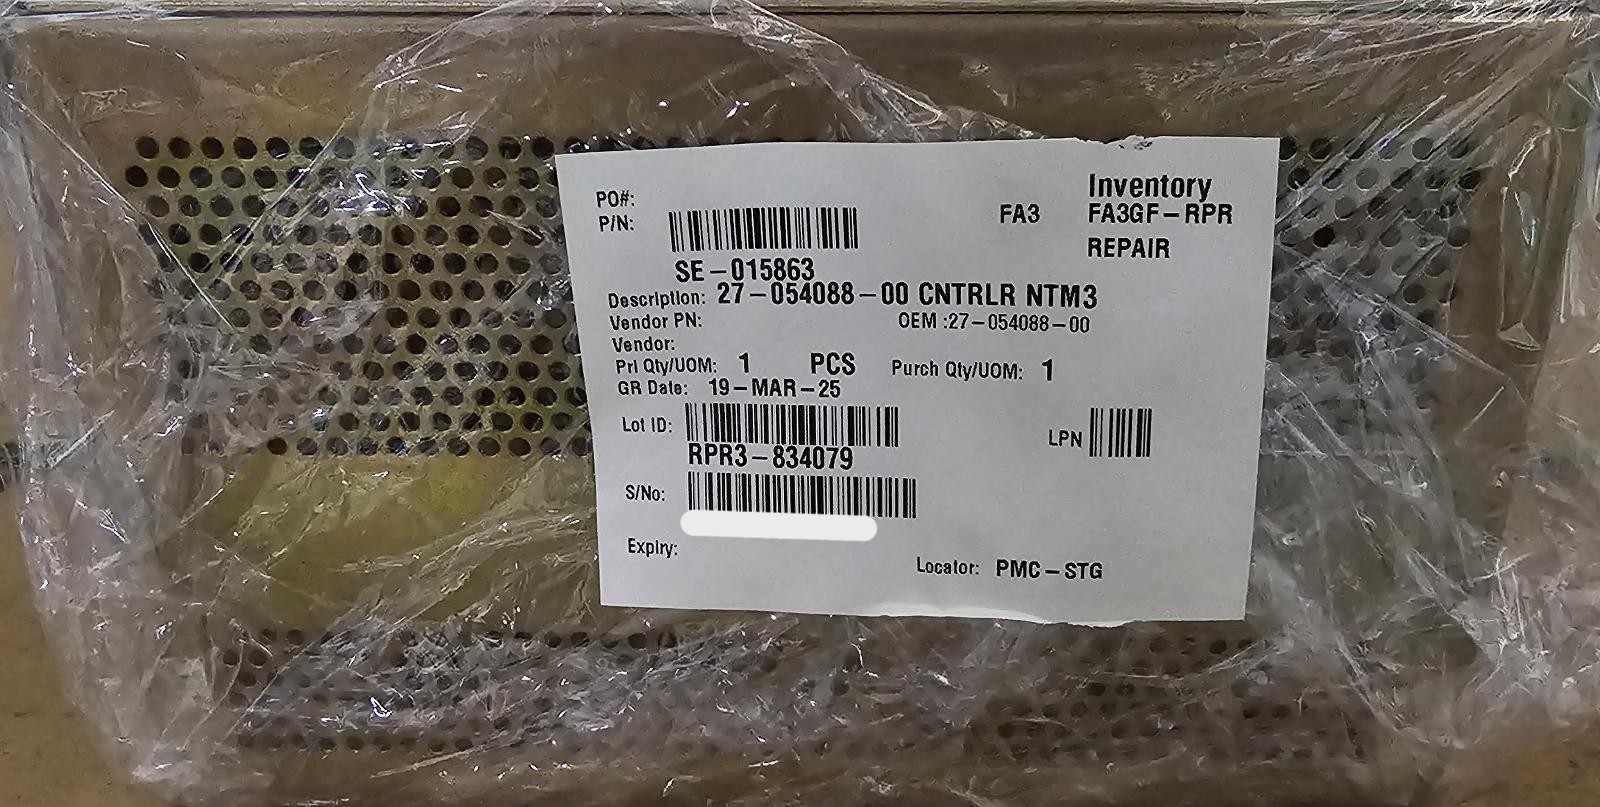 PO#:
P/N:
SE-015863
FA3
Inventory
FA3GF-RPR
REPAIR
Description: 27-054088-00 CNTRLR NTM3
Vendor PN: OEM :27-054088-00
Vendor:
Prl Qty/UOM: 1 PCS Purch Qty/UOM: 1
GR Date: 19-MAR-25
Lot ID:
RPR3-834079
LPN
S/No:
Expiry:
Locator: PMC-STG